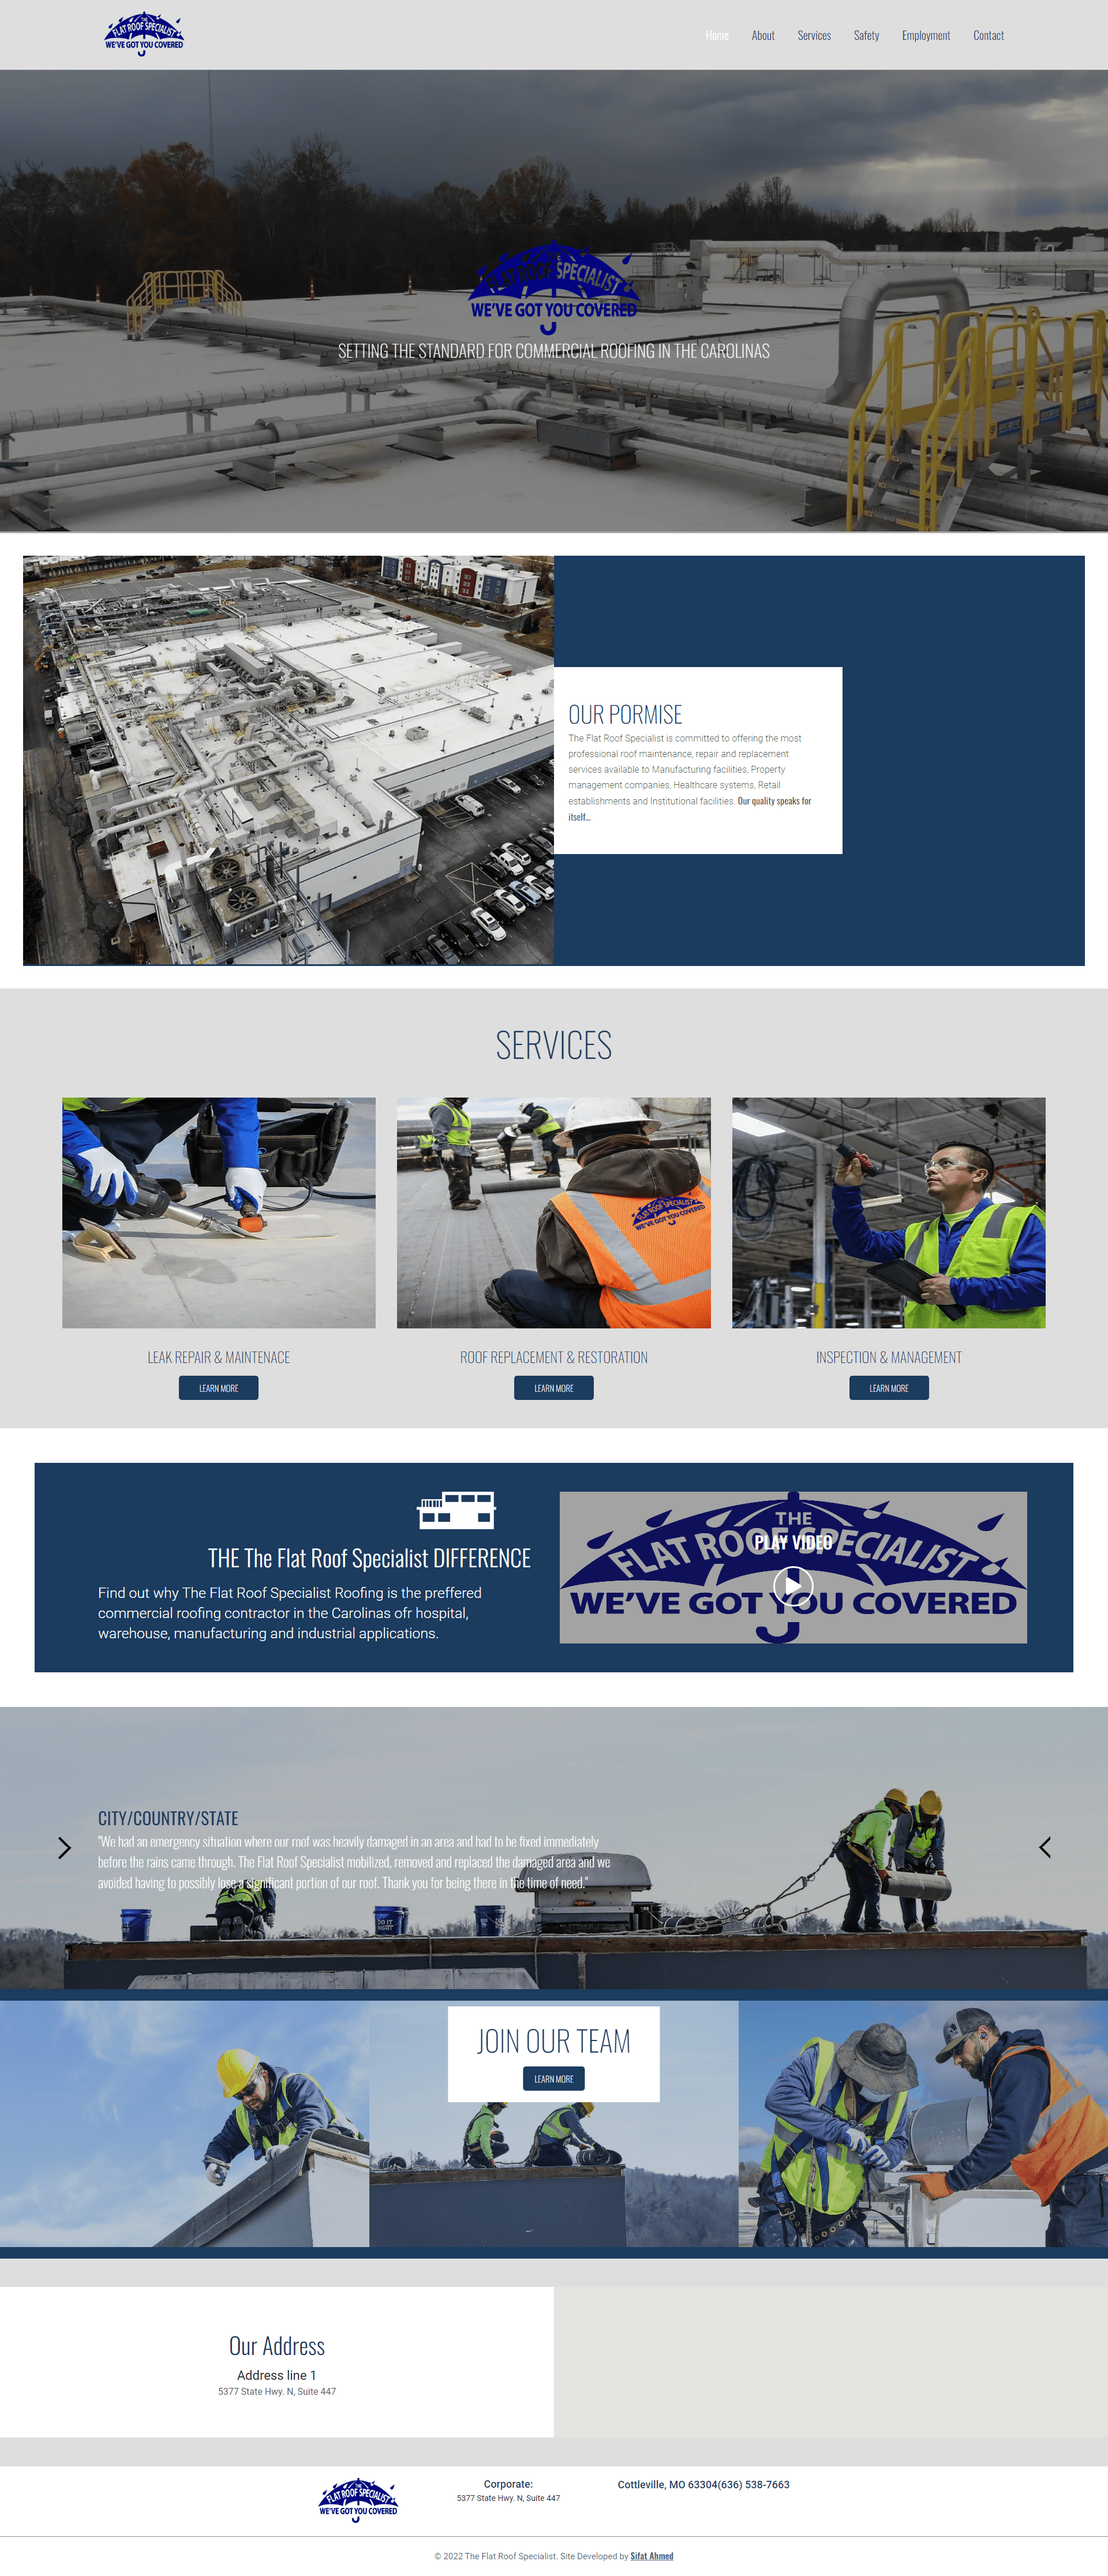 THE
FLAT ROOF SPECIALIST
WE'VE GOT YOU COVERED
Home About Services Safety Employment Contact
FLAT ROOF SPECIALIST
WE'VE GOT YOU COVERED
SETTING THE STANDARD FOR COMMERCIAL ROOFING IN THE CAROLINAS
OUR PORMISE
The Flat Roof Specialist is committed to offering the most
professional roof maintenance, repair and replacement
services available to Manufacturing facilities, Property
management companies, Healthcare systems, Retail
establishments and Institutional facilities. Our quality speaks for
itself...
SERVICES
FLAT ROOF SPECIALIST
WE'VE GOT YOU COVERED
LEAK REPAIR & MAINTENACE
ROOF REPLACEMENT & RESTORATION
INSPECTION & MANAGEMENT
LEARN MORE
LEARN MORE
LEARN MORE
THE The Flat Roof Specialist DIFFERENCE
Find out why The Flat Roof Specialist Roofing is the preffered
commercial roofing contractor in the Carolinas ofr hospital,
warehouse, manufacturing and industrial applications.
THE
FLAT ROOF SPECIALIST
PLAY VIDEO
WE'VE GOT YOU COVERED
CITY/COUNTRY/STATE
"We had an emergency situation where our roof was heavily damaged in an area and had to be fixed immediately
before the rains came through. The Flat Roof Specialist mobilized, removed and replaced the damaged area and we
avoided having to possibly lose a significant portion of our roof. Thank you for being there in the time of need."
DO IT
RIGHT
JOIN OUR TEAM
LEARN MORE
Our Address
Address line 1
5377 State Hwy. N, Suite 447
THE
FLAT ROOF SPECIALIST
WE'VE GOT YOU COVERED
Corporate:
5377 State Hwy. N, Suite 447
Cottleville, MO 63304(636) 538-7663
© 2022 The Flat Roof Specialist. Site Developed by Sifat Ahmed